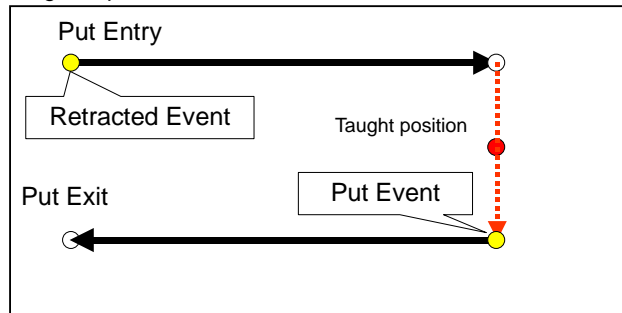 Put Entry
Retracted Event
Taught position
Put Exit
Put Event